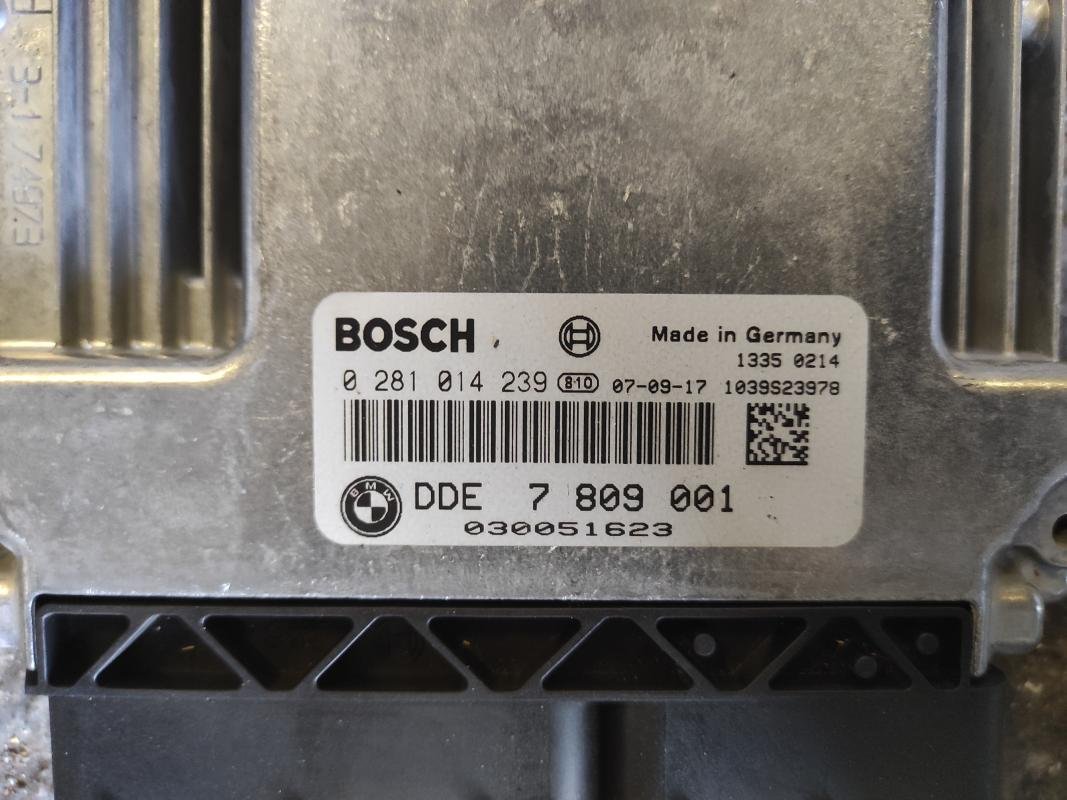 BOSCH Made in Germany
1335 0214
0 281 014 239 810 07-09-17 1039S23978
BMW DDE 7 809 001
030051623